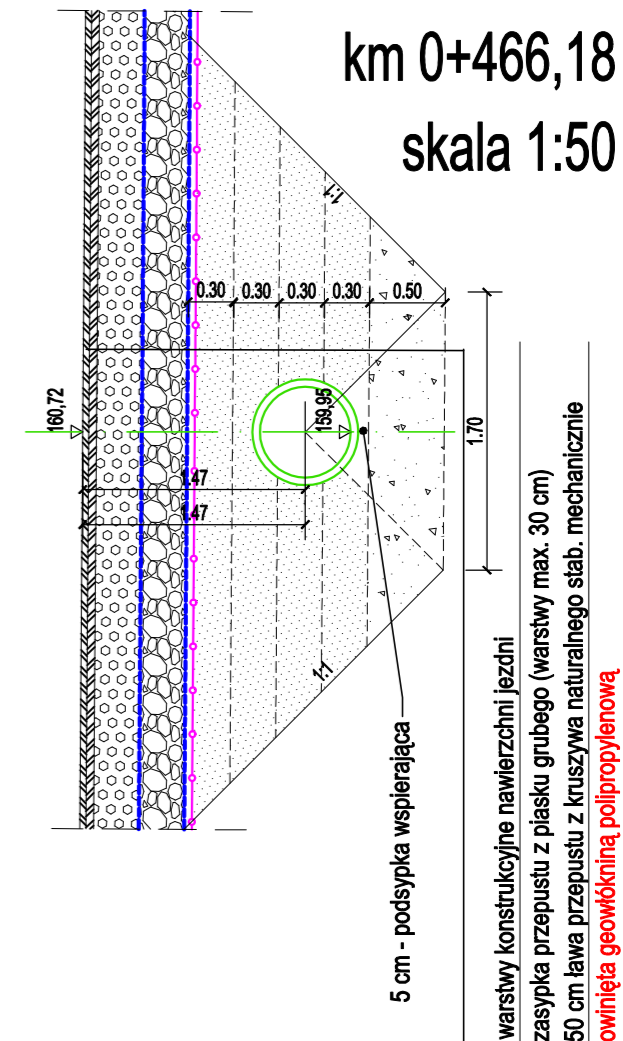 km 0+466,18
skala 1:50
1:1
0.30
0.30
0.30
0.30
0.50
160,72
159,95
1.70
1.47
1.47
1:1
5 cm - podsypka wspierająca
warstwy konstrukcyjne nawierzchni jezdni
zasypka przepustu z piasku grubego (warstwy max. 30 cm)
50 cm ława przepustu z kruszywa naturalnego stab. mechanicznie
owinięta geowłókniną polipropylenową